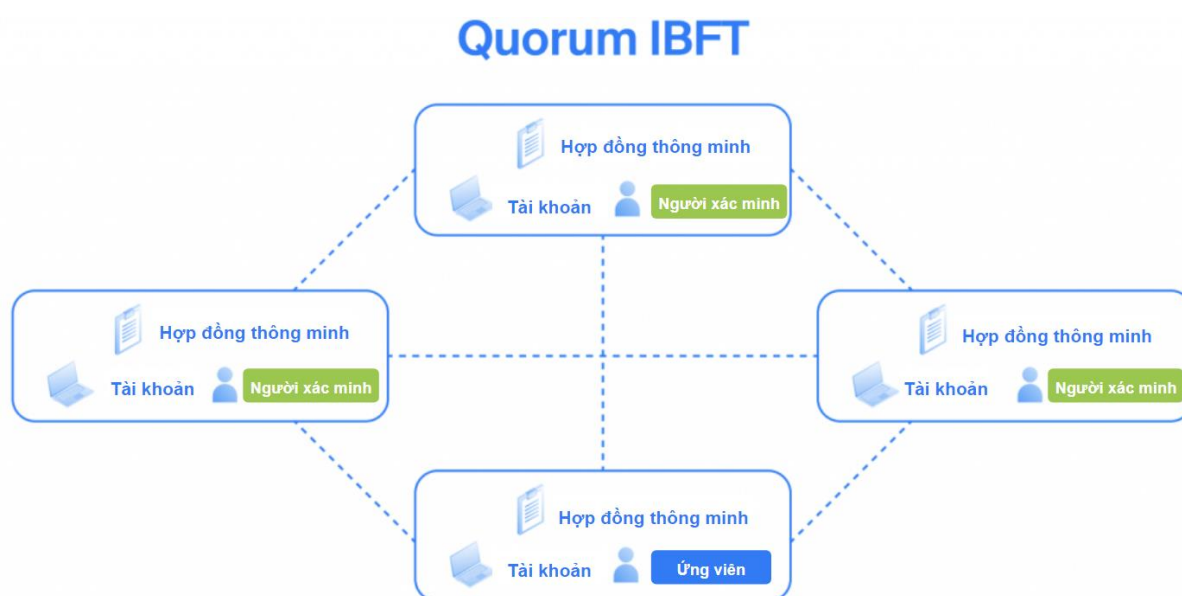 Quorum IBFT
Hợp đồng thông minh
Tài khoản
Người xác minh
Hợp đồng thông minh
Tài khoản
Người xác minh
Hợp đồng thông minh
Tài khoản
Người xác minh
Hợp đồng thông minh
Tài khoản
Ứng viên